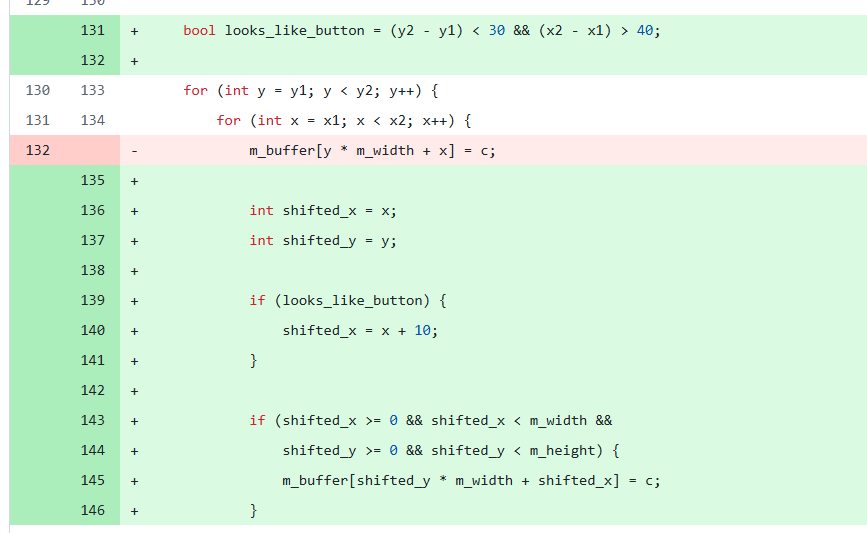 131 + bool looks_like_button = (y2 - y1) < 30 && (x2 - x1) > 40;
132 +
130 133 for (int y = y1; y < y2; y++) {
131 134 for (int x = x1; x < x2; x++) {
132 - m_buffer[y * m_width + x] = c;
135 +
136 + int shifted_x = x;
137 + int shifted_y = y;
138 +
139 + if (looks_like_button) {
140 + shifted_x = x + 10;
141 + }
142 +
143 + if (shifted_x >= 0 && shifted_x < m_width &&
144 + shifted_y >= 0 && shifted_y < m_height) {
145 + m_buffer[shifted_y * m_width + shifted_x] = c;
146 + }